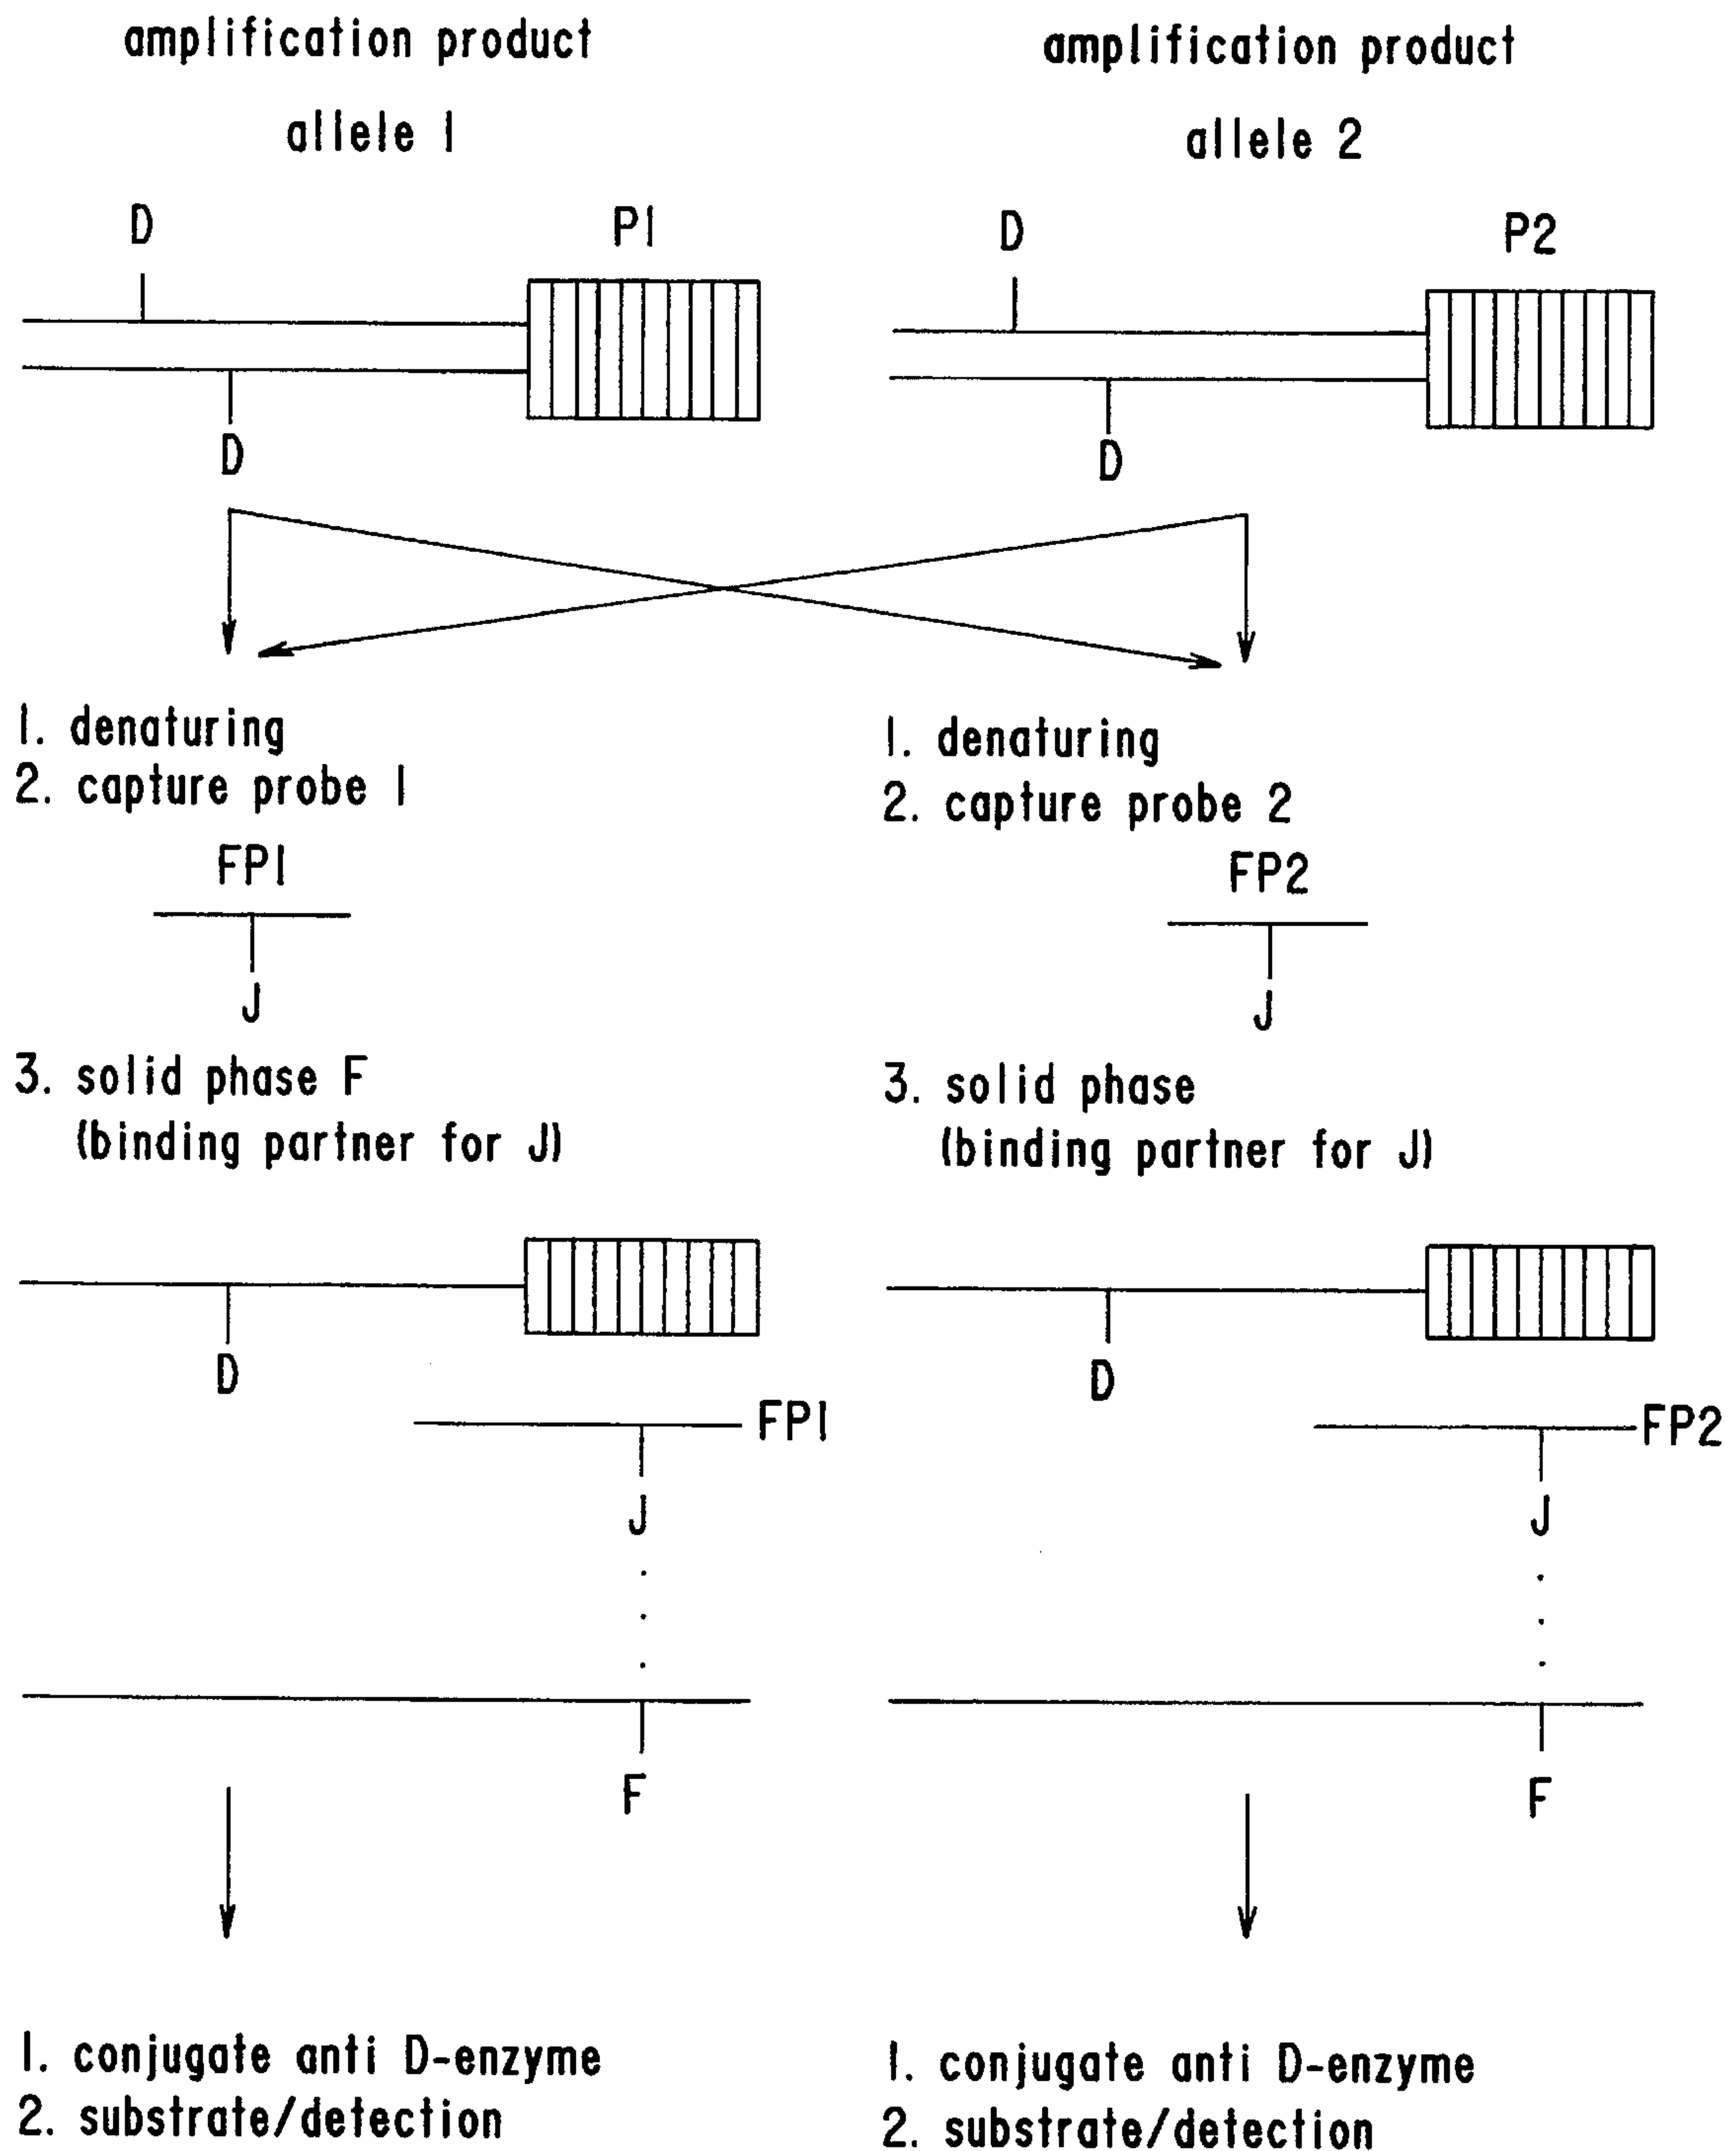 amplification product
allele 1
D
P1
D
amplification product
allele 2
D
P2
D
1. denaturing
2. capture probe 1
FP1
J
3. solid phase F
(binding partner for J)
1. denaturing
2. capture probe 2
FP2
J
3. solid phase
(binding partner for J)
D
FP1
J
F
D
FP2
J
F
1. conjugate anti D-enzyme
2. substrate/detection
1. conjugate anti D-enzyme
2. substrate/detection